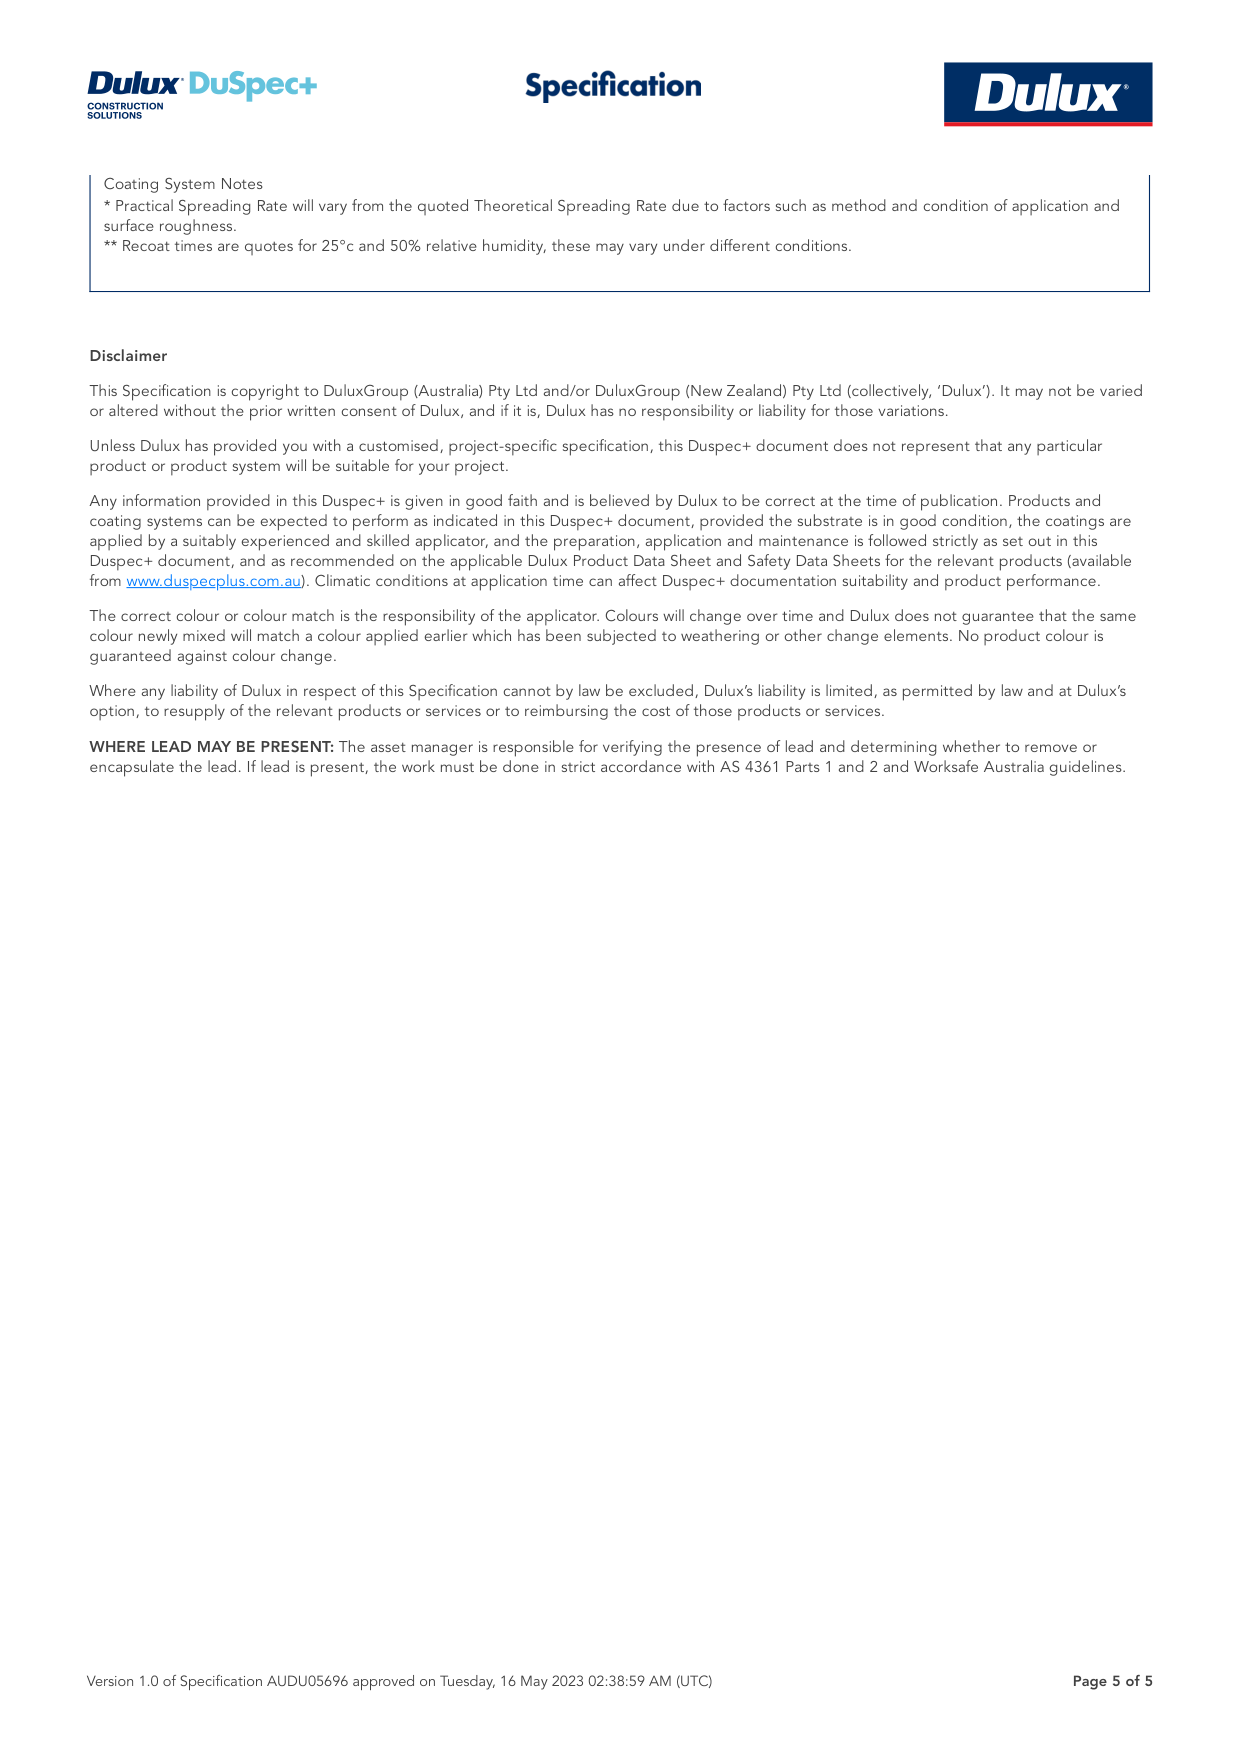 Dulux DuSpec+
CONSTRUCTION
SOLUTIONS
Specification
Dulux®
Coating System Notes
* Practical Spreading Rate will vary from the quoted Theoretical Spreading Rate due to factors such as method and condition of application and
surface roughness.
** Recoat times are quotes for 25°c and 50% relative humidity, these may vary under different conditions.
Disclaimer
This Specification is copyright to DuluxGroup (Australia) Pty Ltd and/or DuluxGroup (New Zealand) Pty Ltd (collectively, ‘Dulux’). It may not be varied
or altered without the prior written consent of Dulux, and if it is, Dulux has no responsibility or liability for those variations.
Unless Dulux has provided you with a customised, project-specific specification, this Duspec+ document does not represent that any particular
product or product system will be suitable for your project.
Any information provided in this Duspec+ is given in good faith and is believed by Dulux to be correct at the time of publication. Products and
coating systems can be expected to perform as indicated in this Duspec+ document, provided the substrate is in good condition, the coatings are
applied by a suitably experienced and skilled applicator, and the preparation, application and maintenance is followed strictly as set out in this
Duspec+ document, and as recommended on the applicable Dulux Product Data Sheet and Safety Data Sheets for the relevant products (available
from www.duspecplus.com.au). Climatic conditions at application time can affect Duspec+ documentation suitability and product performance.
The correct colour or colour match is the responsibility of the applicator. Colours will change over time and Dulux does not guarantee that the same
colour newly mixed will match a colour applied earlier which has been subjected to weathering or other change elements. No product colour is
guaranteed against colour change.
Where any liability of Dulux in respect of this Specification cannot by law be excluded, Dulux’s liability is limited, as permitted by law and at Dulux’s
option, to resupply of the relevant products or services or to reimbursing the cost of those products or services.
WHERE LEAD MAY BE PRESENT: The asset manager is responsible for verifying the presence of lead and determining whether to remove or
encapsulate the lead. If lead is present, the work must be done in strict accordance with AS 4361 Parts 1 and 2 and Worksafe Australia guidelines.
Version 1.0 of Specification AUDU05696 approved on Tuesday, 16 May 2023 02:38:59 AM (UTC)
Page 5 of 5